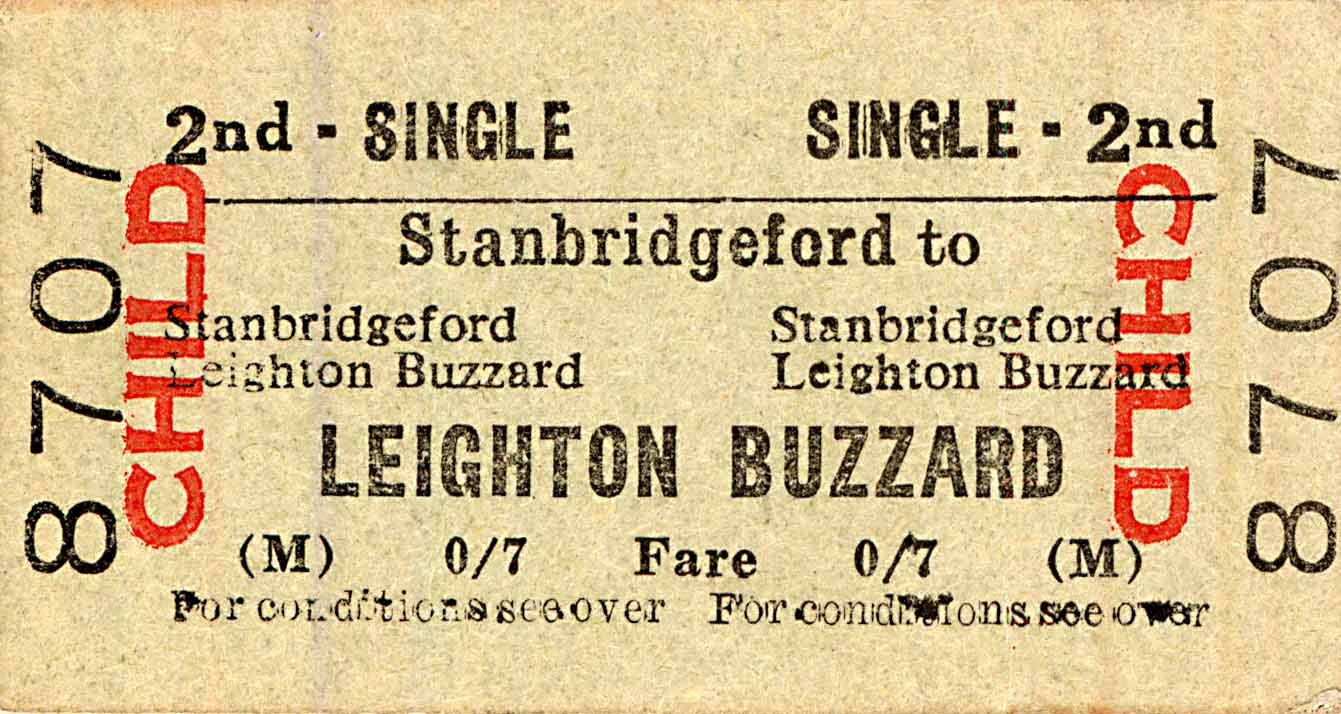 2nd - SINGLE SINGLE - 2nd
Stanbridgeford to
Stanbridgeford Stanbridgeford
Leighton Buzzard Leighton Buzzard
LEIGHTON BUZZARD
(M) 0/7 Fare 0/7 (M)
For conditions see over For conditions see over
8707
CHILD
CHILD
8707